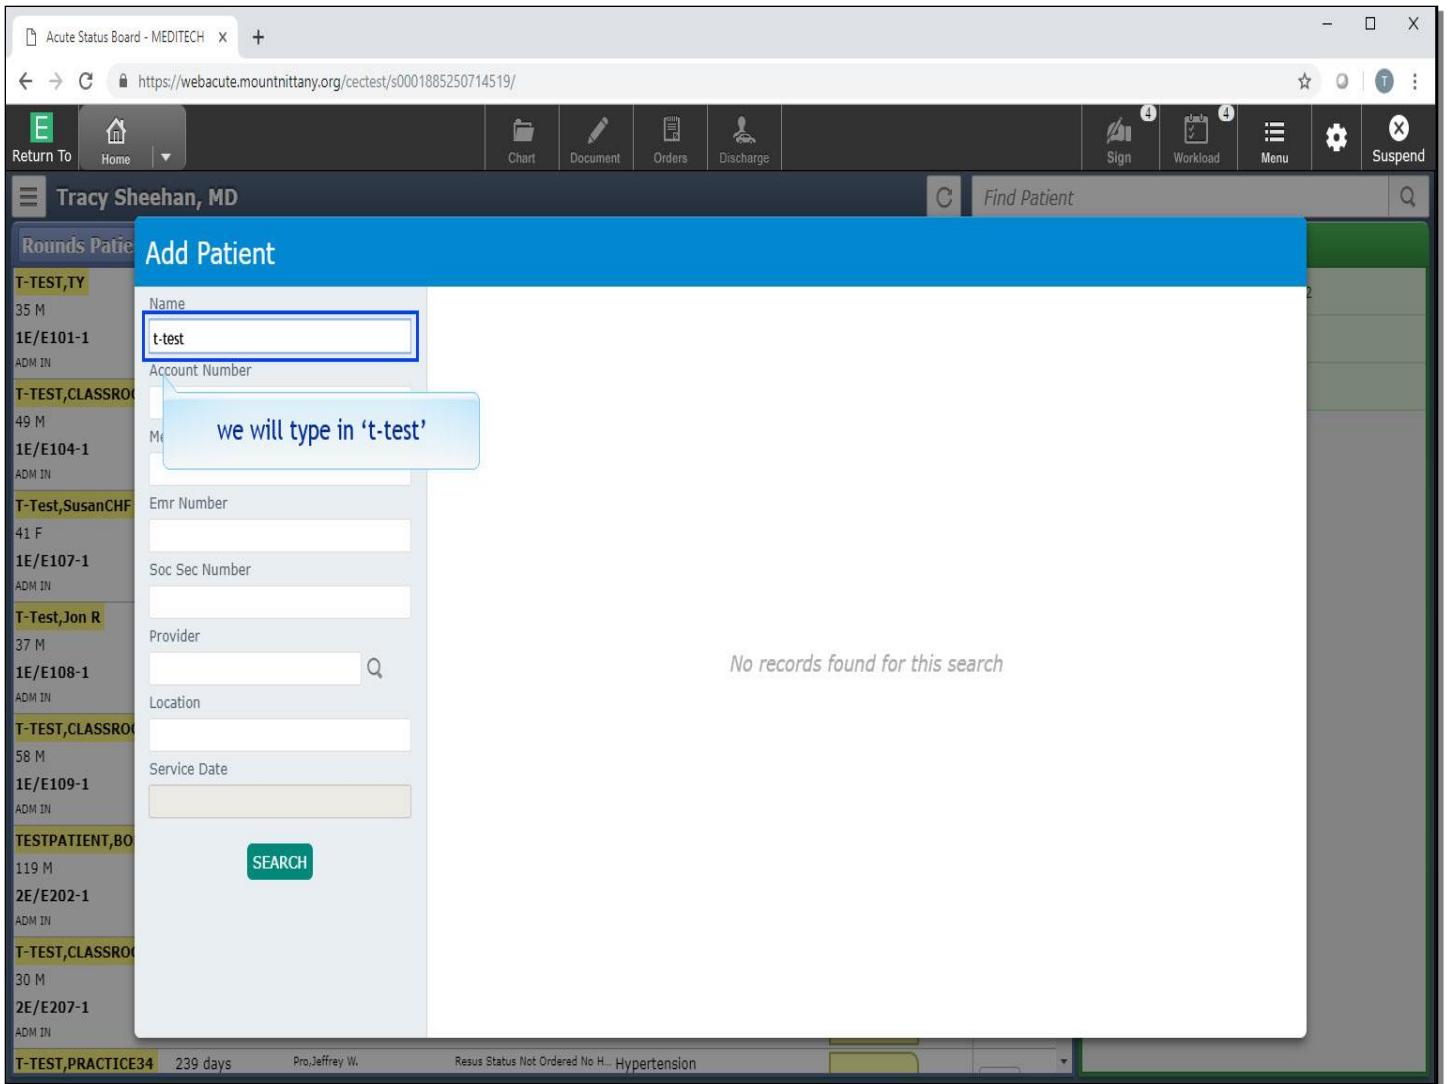 Acute Status Board - MEDITECH
https://webacute.mountnittany.org/cectest/s0001885250714519/
E
Return To
Home
Chart
Document
Orders
Discharge
4
Sign
4
Workload
Menu
Suspend
Tracy Sheehan, MD
Find Patient
Rounds Patie
Add Patient
T-TEST,TY
35 M
1E/E101-1
ADM IN
T-TEST,CLASSRO
49 M
1E/E104-1
ADM IN
T-Test,SusanCHF
41 F
1E/E107-1
ADM IN
T-Test,Jon R
37 M
1E/E108-1
ADM IN
T-TEST,CLASSRO
58 M
1E/E109-1
ADM IN
TESTPATIENT,BO
119 M
2E/E202-1
ADM IN
T-TEST,CLASSRO
30 M
2E/E207-1
ADM IN
T-TEST,PRACTICE34 239 days Pro,Jeffrey W. Resus Status Not Ordered No H... Hypertension
Name
t-test
Account Number
we will type in ‘t-test’
Me
Emr Number
Soc Sec Number
Provider
Location
Service Date
SEARCH
No records found for this search
2
T